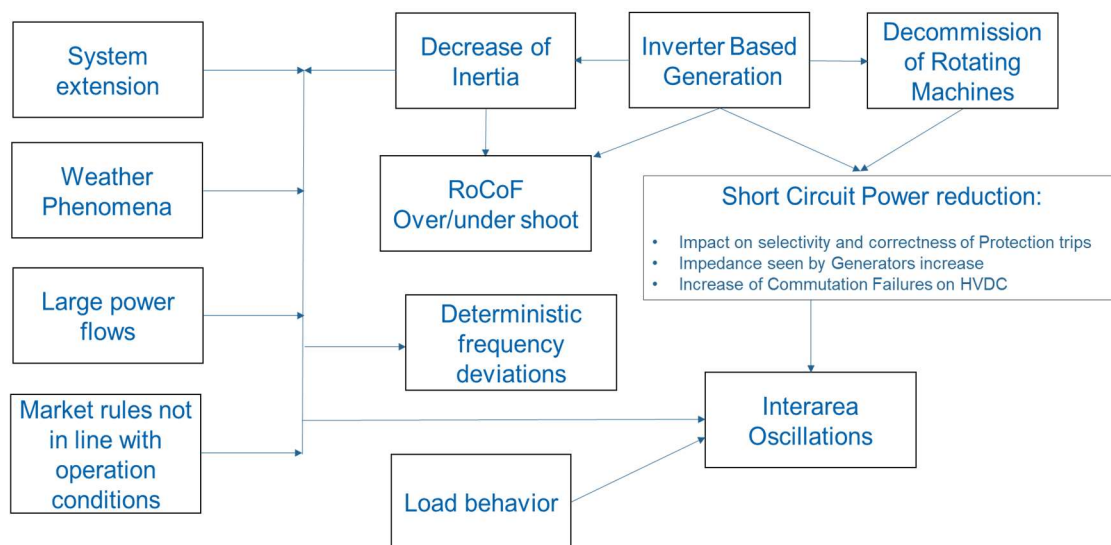 System
extension
Decrease of
Inertia
Inverter Based
Generation
Decommission
of Rotating
Machines
Weather
Phenomena
RoCoF
Over/under shoot
Short Circuit Power reduction:
• Impact on selectivity and correctness of Protection trips
• Impedance seen by Generators increase
• Increase of Commutation Failures on HVDC
Large power
flows
Deterministic
frequency
deviations
Market rules not
in line with
operation
conditions
Interarea
Oscillations
Load behavior